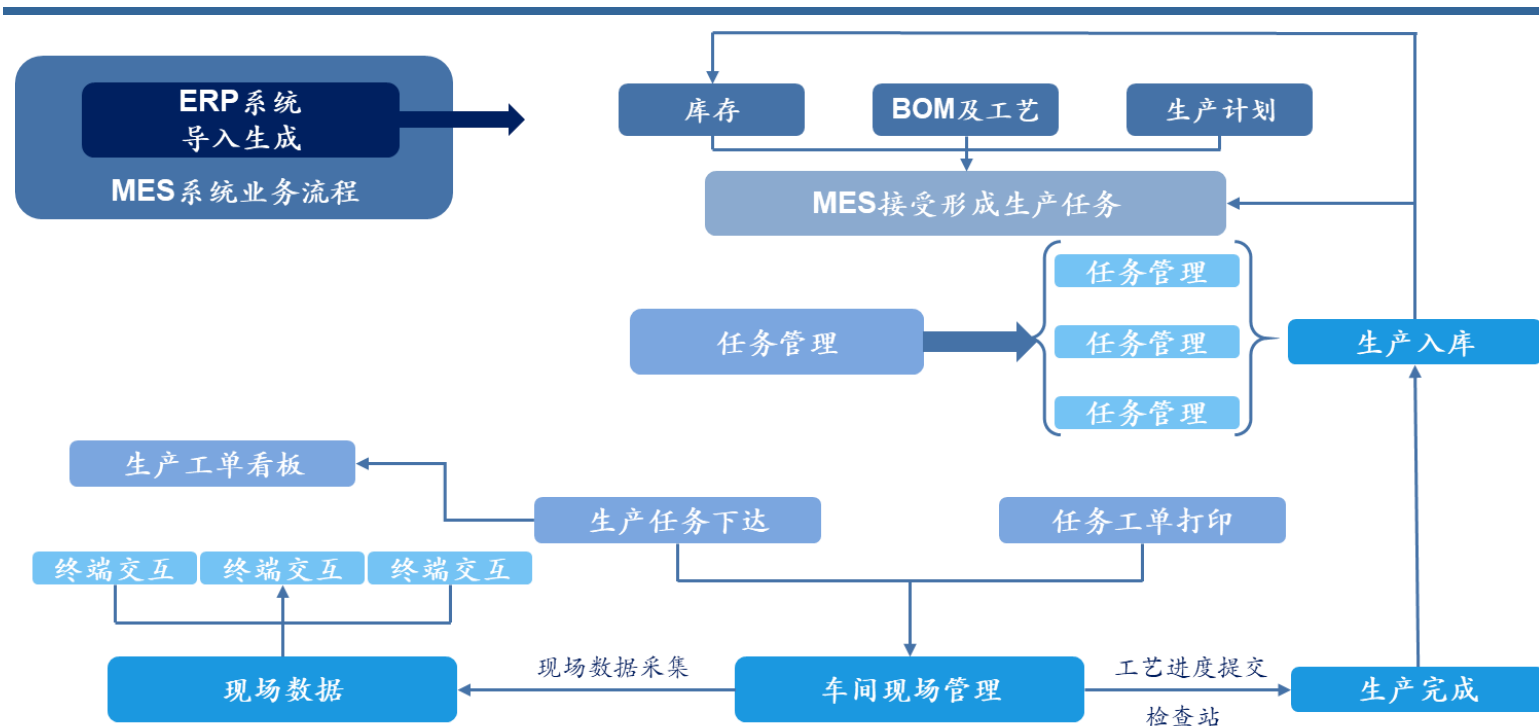 ERP系统
导入生成
MES系统业务流程
库存
BOM及工艺
生产计划
MES接受形成生产任务
任务管理
任务管理
任务管理
任务管理
生产入库
生产工单看板
生产任务下达
任务工单打印
终端交互
终端交互
终端交互
现场数据
现场数据采集
车间现场管理
工艺进度提交
检查站
生产完成